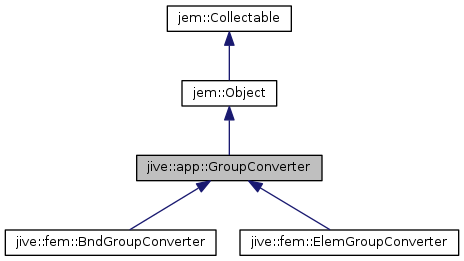 jem::Collectable
jem::Object
jive::app::GroupConverter
jive::fem::BndGroupConverter
jive::fem::ElemGroupConverter